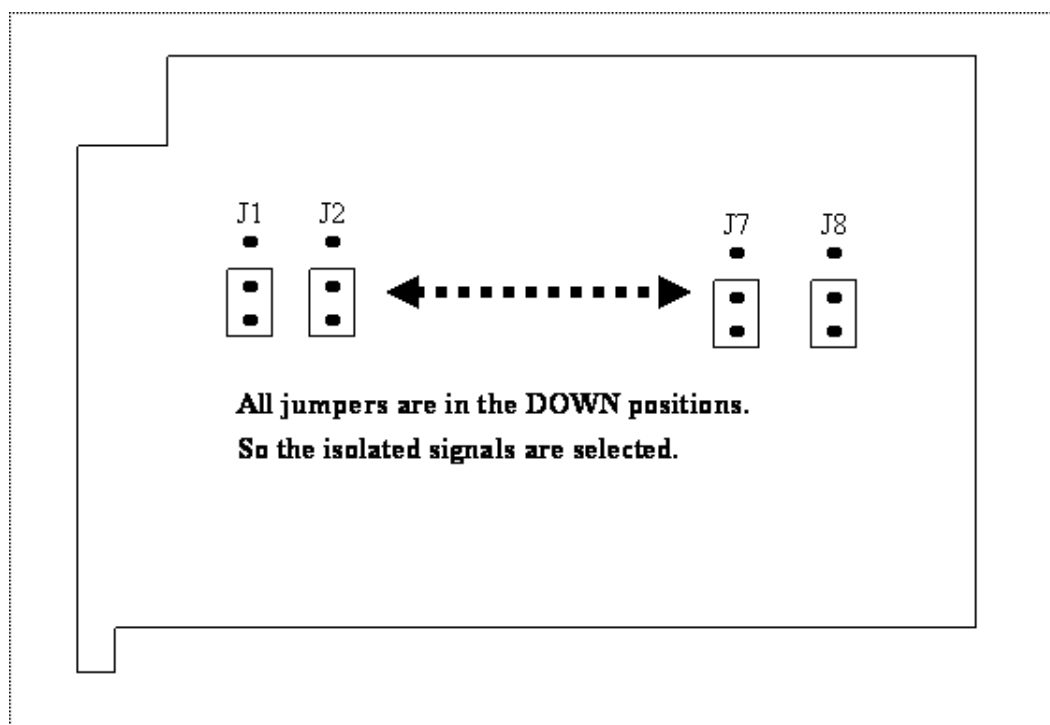 J1 J2 J7 J8
All jumpers are in the DOWN positions.
So the isolated signals are selected.